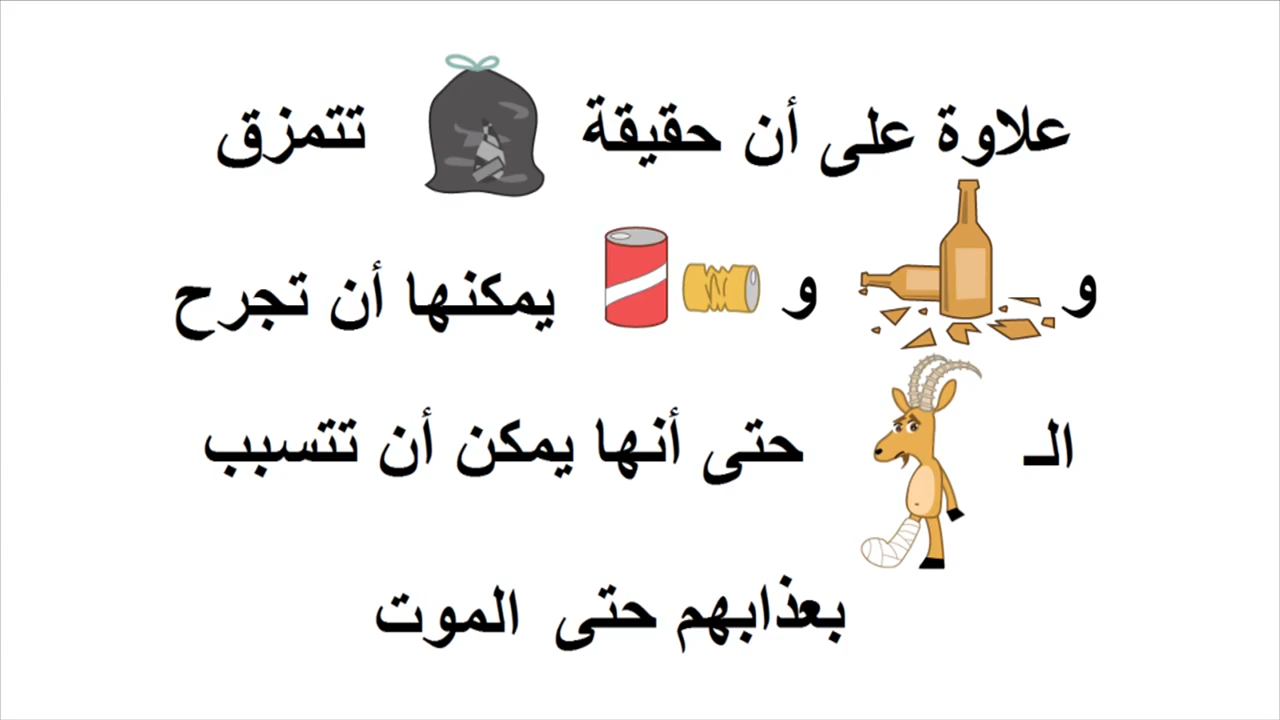 علاوة على أن حقيقة تتمزق
و و يمكنها أن تجرح
الـ حتى أنها يمكن أن تتسبب
بعذابهم حتى الموت